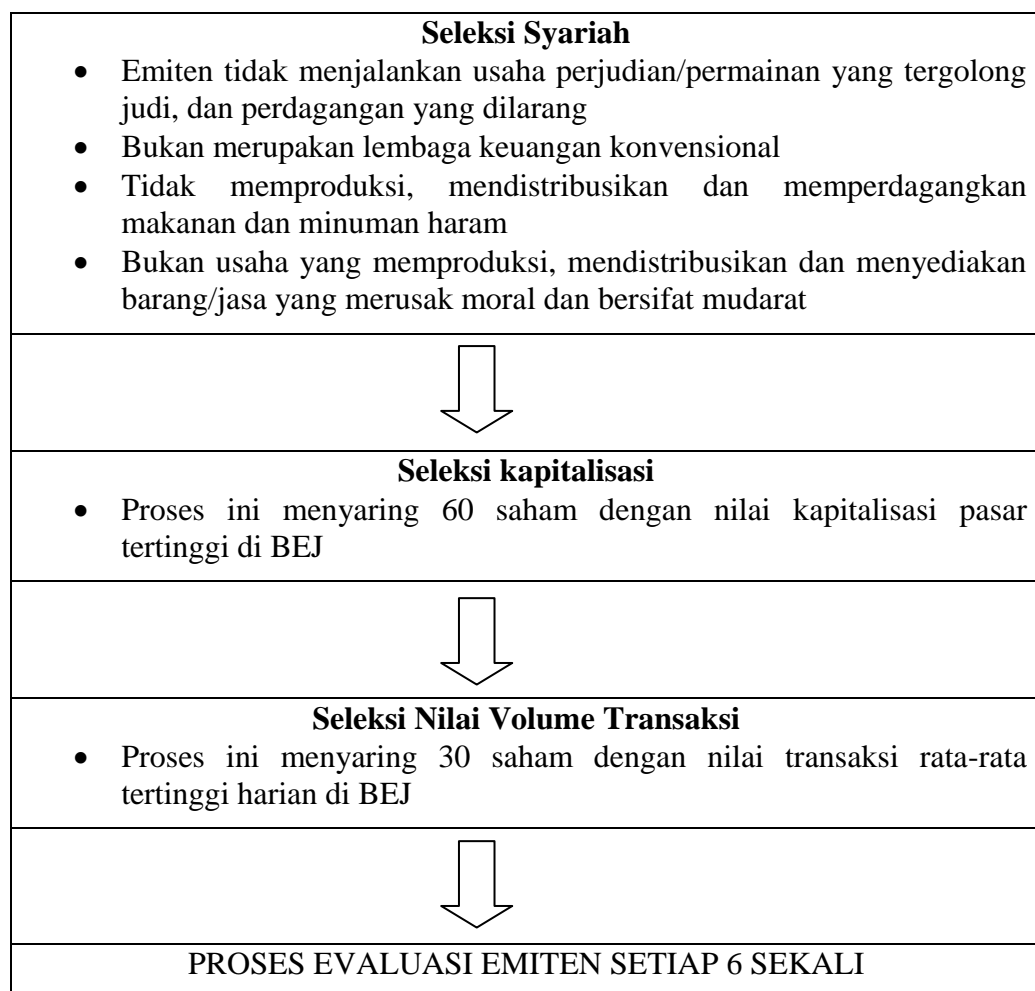 Seleksi Syariah
• Emiten tidak menjalankan usaha perjudian/permainan yang tergolong
judi, dan perdagangan yang dilarang
• Bukan merupakan lembaga keuangan konvensional
• Tidak memproduksi, mendistribusikan dan memperdagangkan
makanan dan minuman haram
• Bukan usaha yang memproduksi, mendistribusikan dan menyediakan
barang/jasa yang merusak moral dan bersifat mudarat
Seleksi kapitalisasi
• Proses ini menyaring 60 saham dengan nilai kapitalisasi pasar
tertinggi di BEJ
Seleksi Nilai Volume Transaksi
• Proses ini menyaring 30 saham dengan nilai transaksi rata-rata
tertinggi harian di BEJ
PROSES EVALUASI EMITEN SETIAP 6 SEKALI